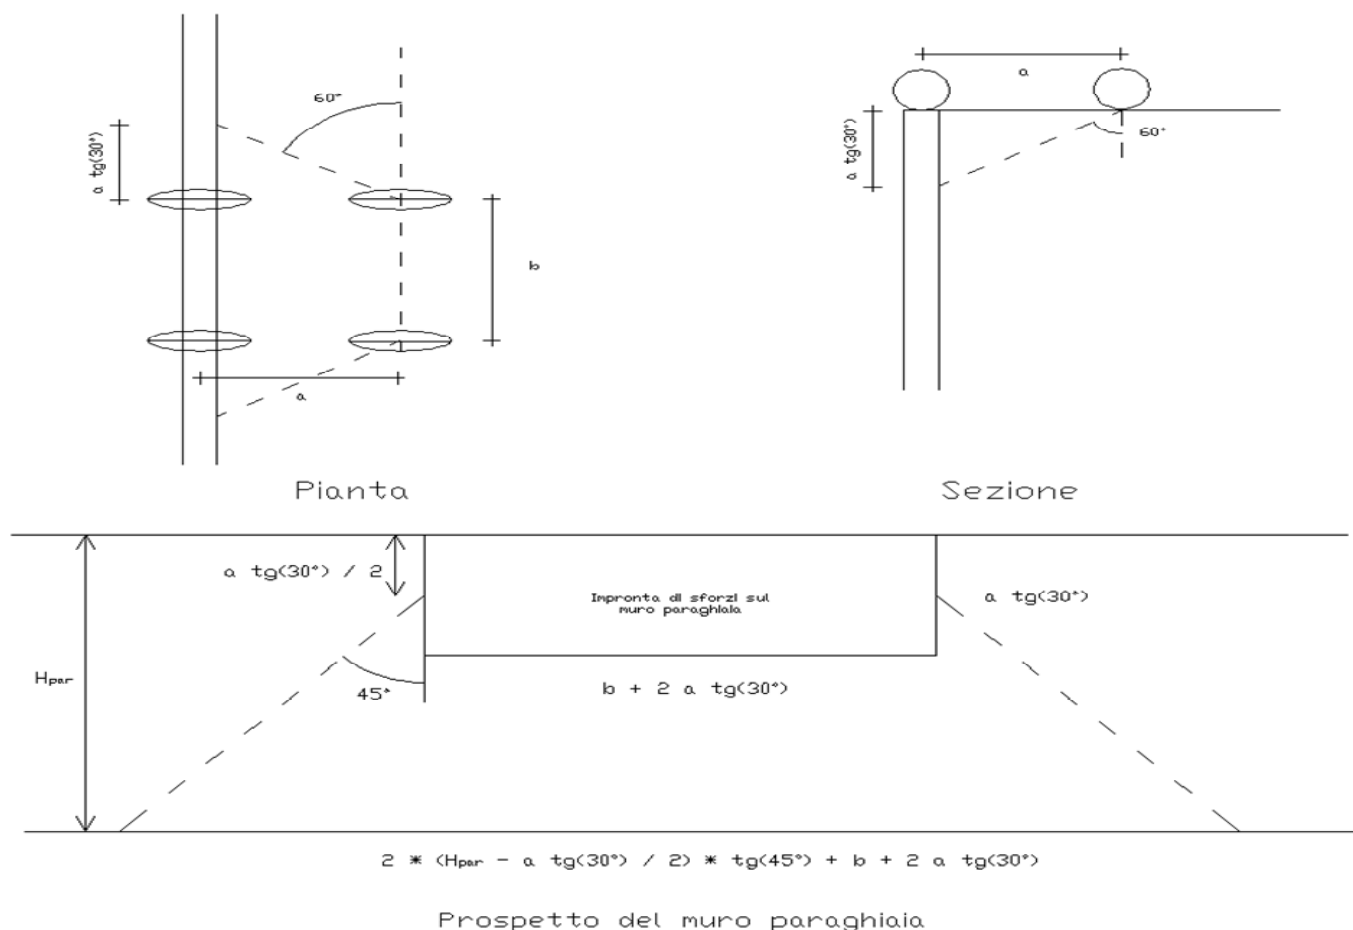 60°
a tg(30°)
b
a
Pianta
a
a tg(30°)
60°
Sezione
a tg(30°) / 2
Impronta di sforzi sul
muro paraghiaia
a tg(30°)
Hpar
45°
b + 2 a tg(30°)
2 * (Hpar - a tg(30°) / 2) * tg(45°) + b + 2 a tg(30°)
Prospetto del muro paraghiaia